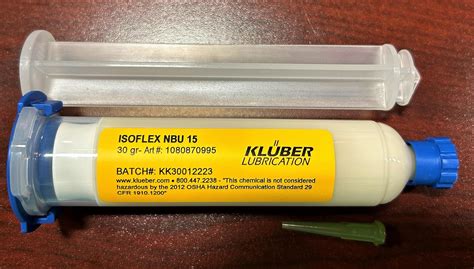 ISOFLEX NBU 15
30 gr- Art #: 1080870995
KLÜBER
LUBRICATION
BATCH#: KK30012223
www.klueber.com • 800.447.2238 - "This chemical is not considered
hazardous by the 2012 OSHA Hazard Communication Standard 29
CFR 1910.1200"